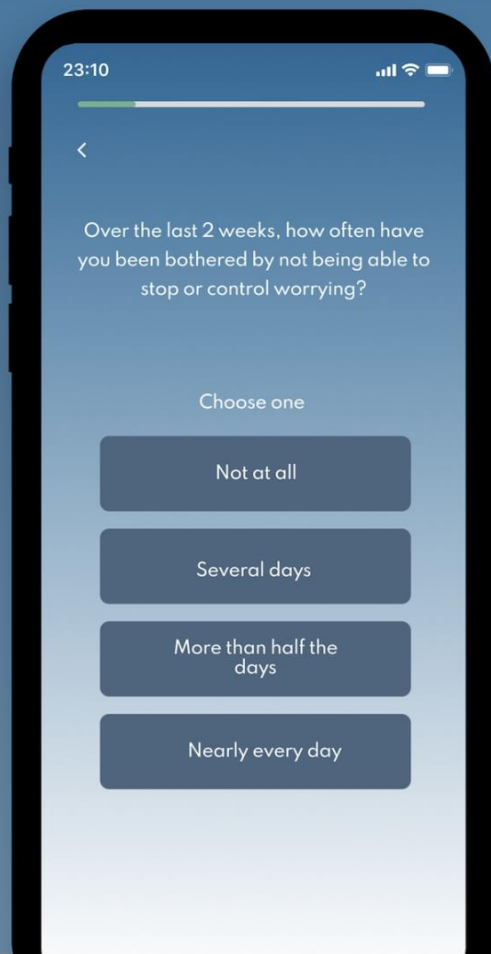 23:10
Over the last 2 weeks, how often have
you been bothered by not being able to
stop or control worrying?
Choose one
Not at all
Several days
More than half the
days
Nearly every day